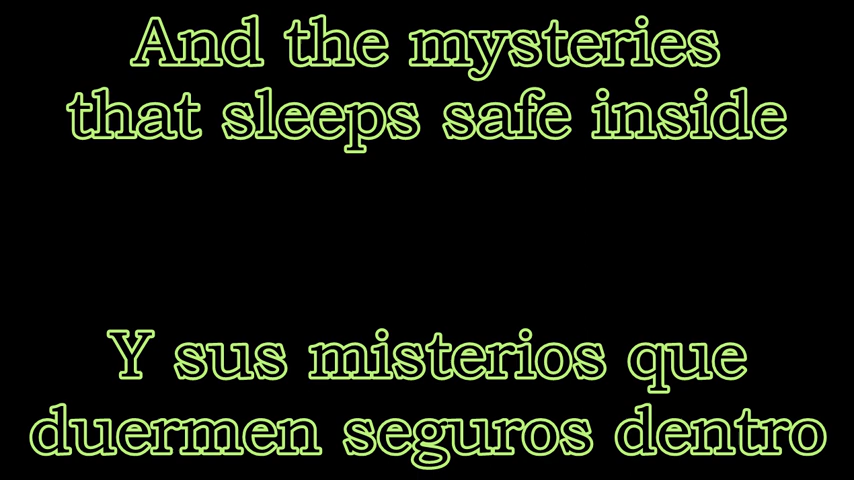 And the mysteries
that sleeps safe inside
Y sus misterios que
duermen seguros dentro